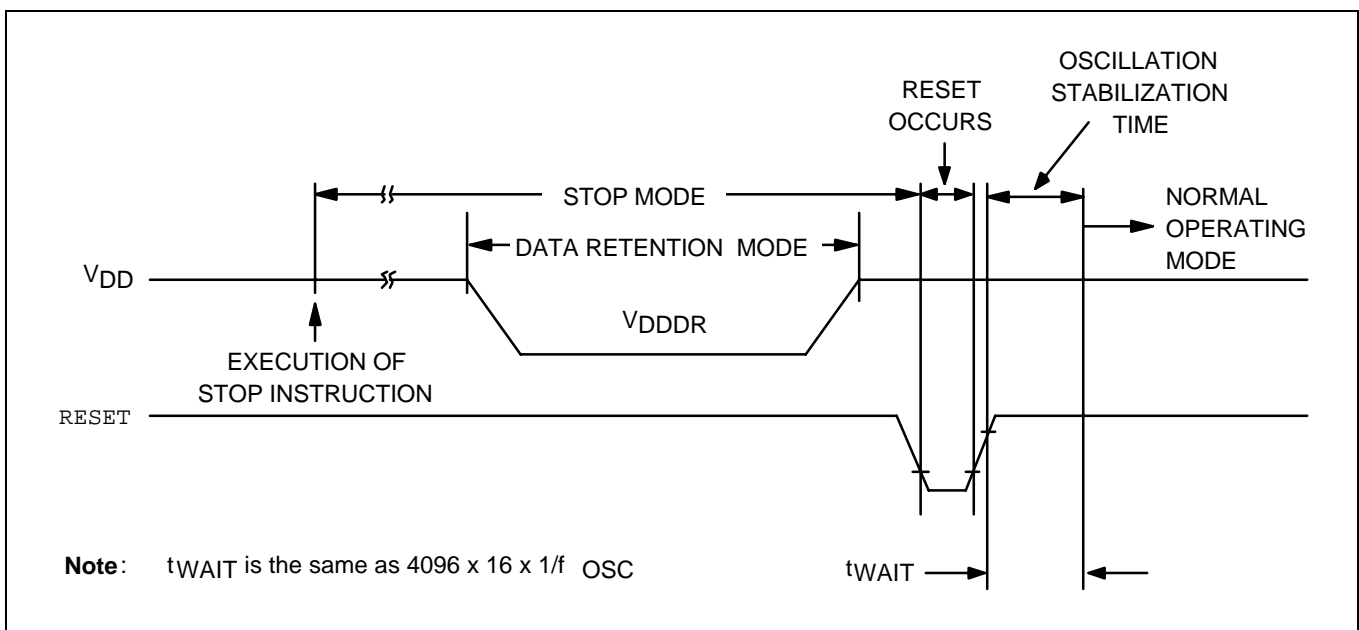 OSCILLATION
STABILIZATION
TIME
RESET
OCCURS
STOP MODE
NORMAL
OPERATING
MODE
DATA RETENTION MODE
VDD
VDDDR
EXECUTION OF
STOP INSTRUCTION
RESET
Note: tWAIT is the same as 4096 x 16 x 1/f OSC
tWAIT